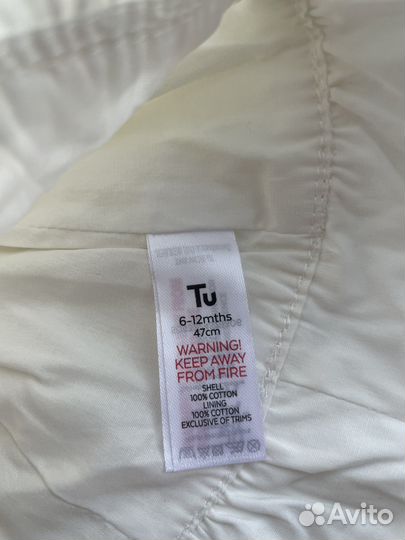 Tu
6-12mths
47cm
WARNING!
KEEP AWAY
FROM FIRE
SHELL
100% COTTON
LINING
100% COTTON
EXCLUSIVE OF TRIMS
Avito